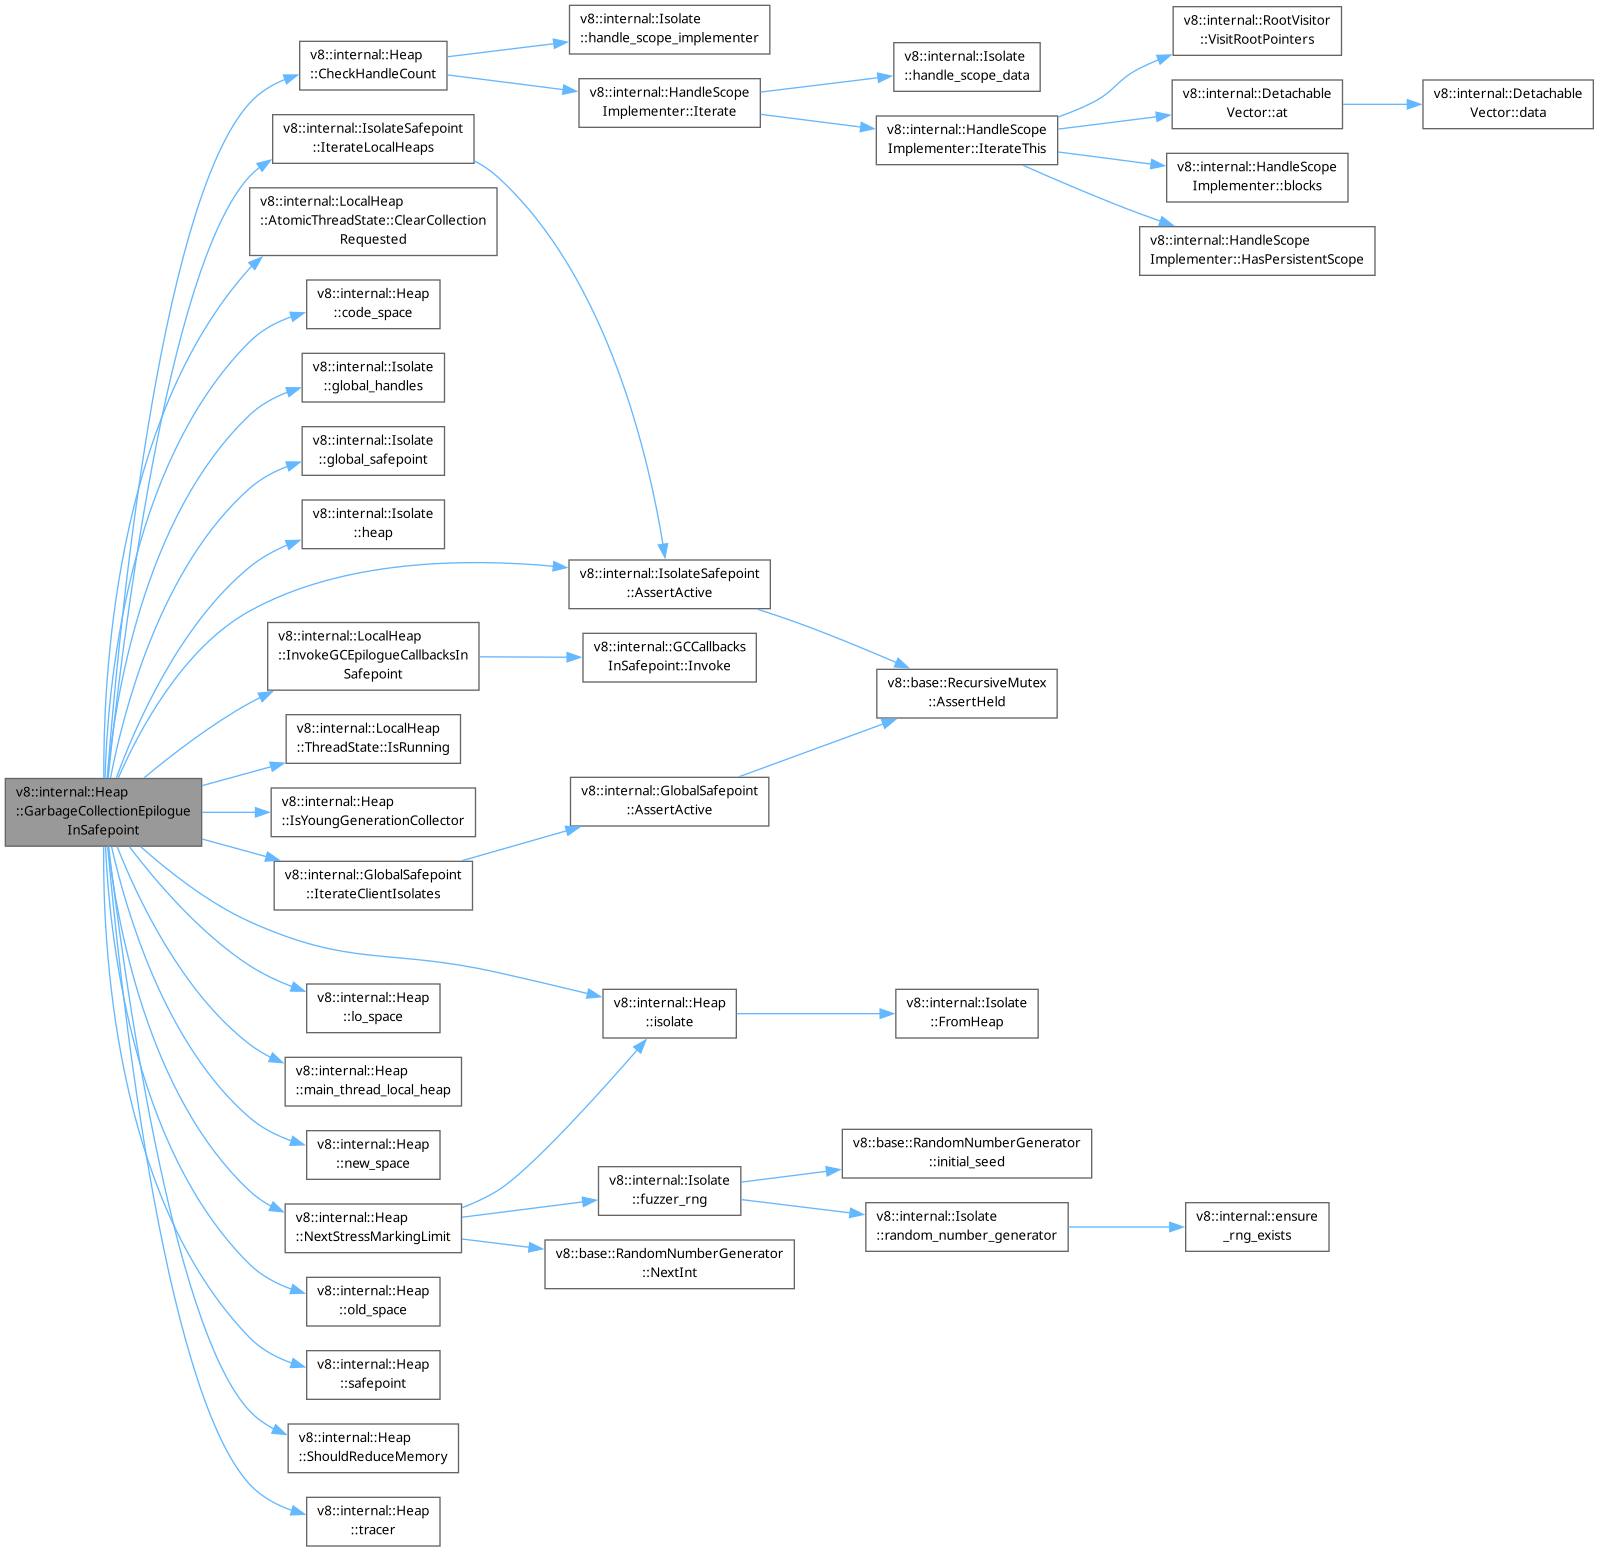 v8::internal::Heap
::GarbageCollectionEpilogue
InSafepoint
v8::internal::Heap
::CheckHandleCount
v8::internal::Isolate
::handle_scope_implementer
v8::internal::HandleScope
Implementer::Iterate
v8::internal::Isolate
::handle_scope_data
v8::internal::HandleScope
Implementer::IterateThis
v8::internal::RootVisitor
::VisitRootPointers
v8::internal::Detachable
Vector::at
v8::internal::Detachable
Vector::data
v8::internal::HandleScope
Implementer::blocks
v8::internal::HandleScope
Implementer::HasPersistentScope
v8::internal::IsolateSafepoint
::IterateLocalHeaps
v8::internal::LocalHeap
::AtomicThreadState::ClearCollection
Requested
v8::internal::Heap
::code_space
v8::internal::Isolate
::global_handles
v8::internal::Isolate
::global_safepoint
v8::internal::Isolate
::heap
v8::internal::IsolateSafepoint
::AssertActive
v8::internal::LocalHeap
::InvokeGCEpilogueCallbacksIn
Safepoint
v8::internal::GCCallbacks
InSafepoint::Invoke
v8::base::RecursiveMutex
::AssertHeld
v8::internal::LocalHeap
::ThreadState::IsRunning
v8::internal::Heap
::IsYoungGenerationCollector
v8::internal::GlobalSafepoint
::AssertActive
v8::internal::GlobalSafepoint
::IterateClientIsolates
v8::internal::Heap
::lo_space
v8::internal::Heap
::isolate
v8::internal::Isolate
::FromHeap
v8::internal::Heap
::main_thread_local_heap
v8::internal::Heap
::new_space
v8::internal::Heap
::NextStressMarkingLimit
v8::internal::Isolate
::fuzzer_rng
v8::base::RandomNumberGenerator
::initial_seed
v8::internal::Isolate
::random_number_generator
v8::internal::ensure
_rng_exists
v8::base::RandomNumberGenerator
::NextInt
v8::internal::Heap
::old_space
v8::internal::Heap
::safepoint
v8::internal::Heap
::ShouldReduceMemory
v8::internal::Heap
::tracer